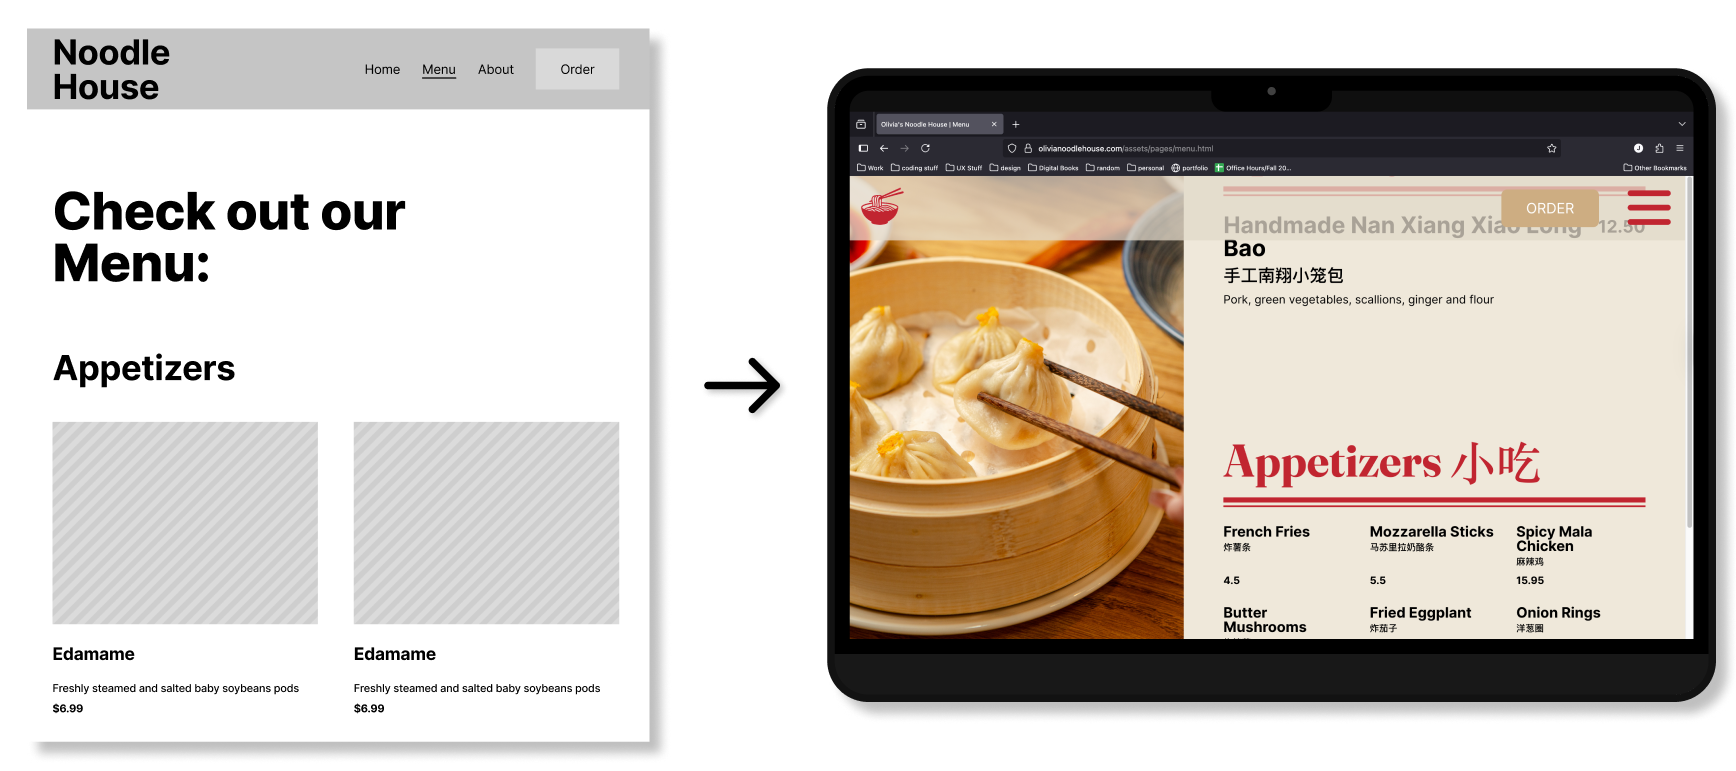 Noodle
House
Home
Menu
About
Order
Check out our
Menu:
Appetizers
Edamame
Freshly steamed and salted baby soybeans pods
$6.99
Edamame
Freshly steamed and salted baby soybeans pods
$6.99
Olivia's Noodle House | Menu
olivianoodlehouse.com/assets/pages/menu.html
Work
coding stuff
UX Stuff
design
Digital Books
random
personal
portfolio
Office Hours/Fall 20...
Other Bookmarks
ORDER
Handmade Nan Xiang Xiao Long 12.50
Bao
手工南翔小笼包
Pork, green vegetables, scallions, ginger and flour
Appetizers 小吃
French Fries
炸薯条
4.5
Mozzarella Sticks
马苏里拉奶酪条
5.5
Spicy Mala
Chicken
麻辣鸡
15.95
Butter
Mushrooms
Fried Eggplant
炸茄子
Onion Rings
洋葱圈